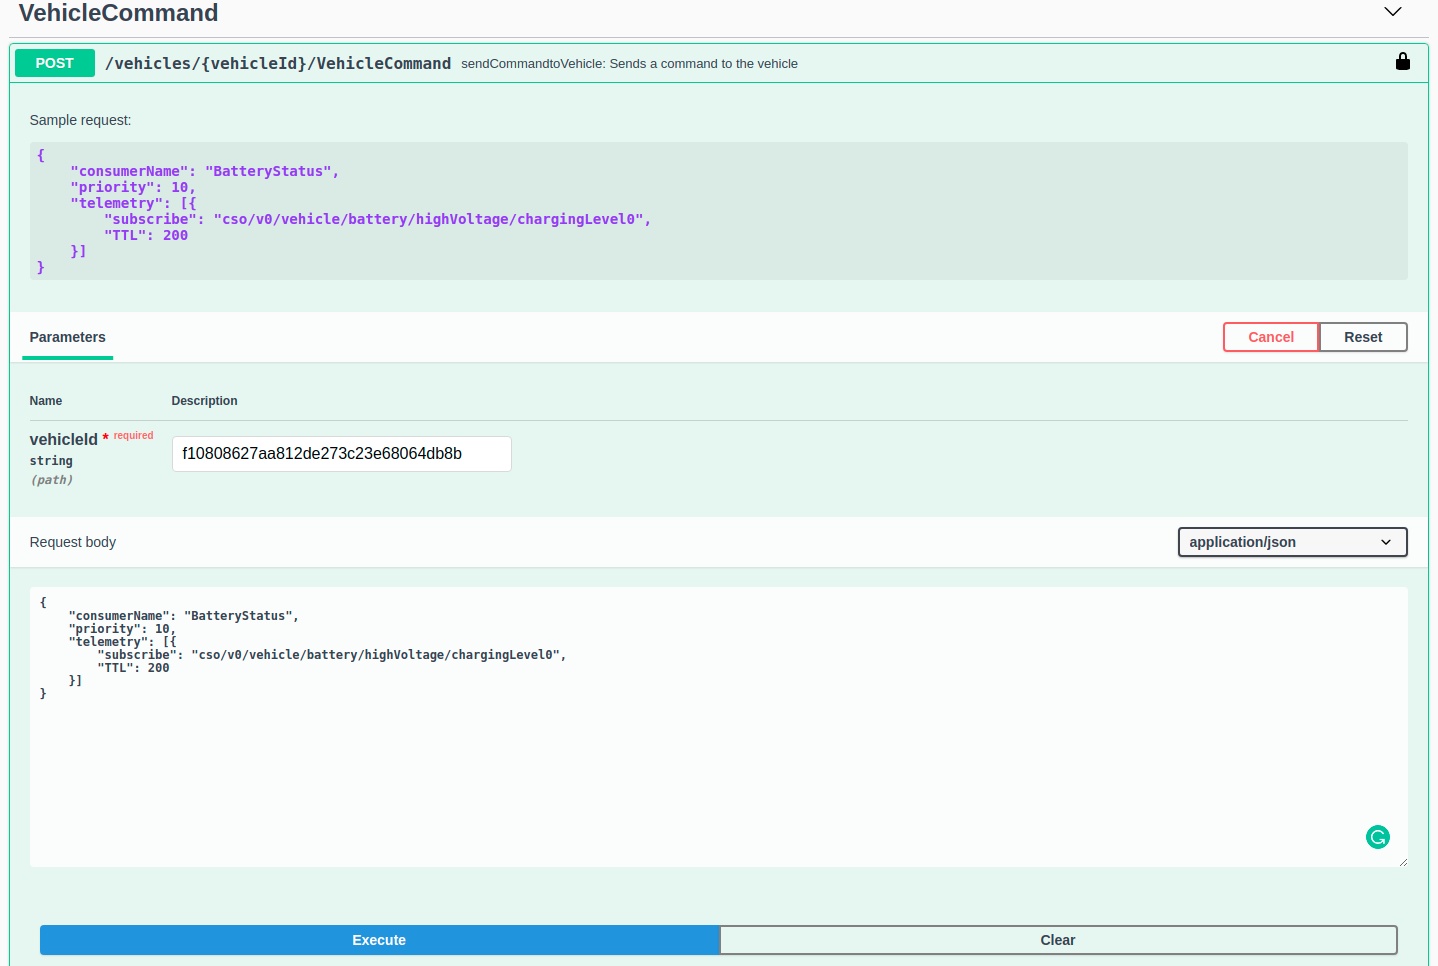 VehicleCommand
POST /vehicles/{vehicleId}/VehicleCommand sendCommandtoVehicle: Sends a command to the vehicle
Sample request:
{
    "consumerName": "BatteryStatus",
    "priority": 10,
    "telemetry": [{
        "subscribe": "cso/v0/vehicle/battery/highVoltage/chargingLevel0",
        "TTL": 200
    }]
}
Parameters Cancel Reset
Name Description
vehicleId * required
string
(path)
f10808627aa812de273c23e68064db8b
Request body application/json
{
    "consumerName": "BatteryStatus",
    "priority": 10,
    "telemetry": [{
        "subscribe": "cso/v0/vehicle/battery/highVoltage/chargingLevel0",
        "TTL": 200
    }]
}
Execute Clear